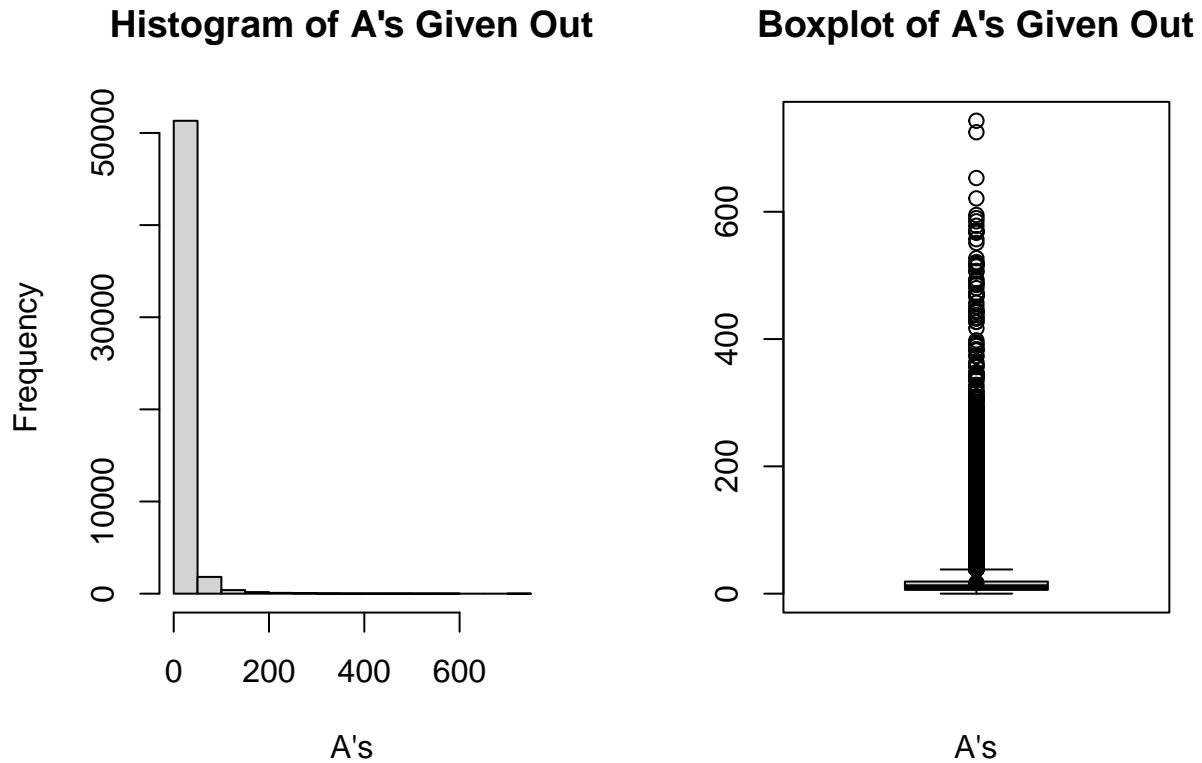 Histogram of A's Given Out
Frequency
50000
30000
10000
0
0 200 400 600
A's
Boxplot of A's Given Out
600
400
200
0
A's